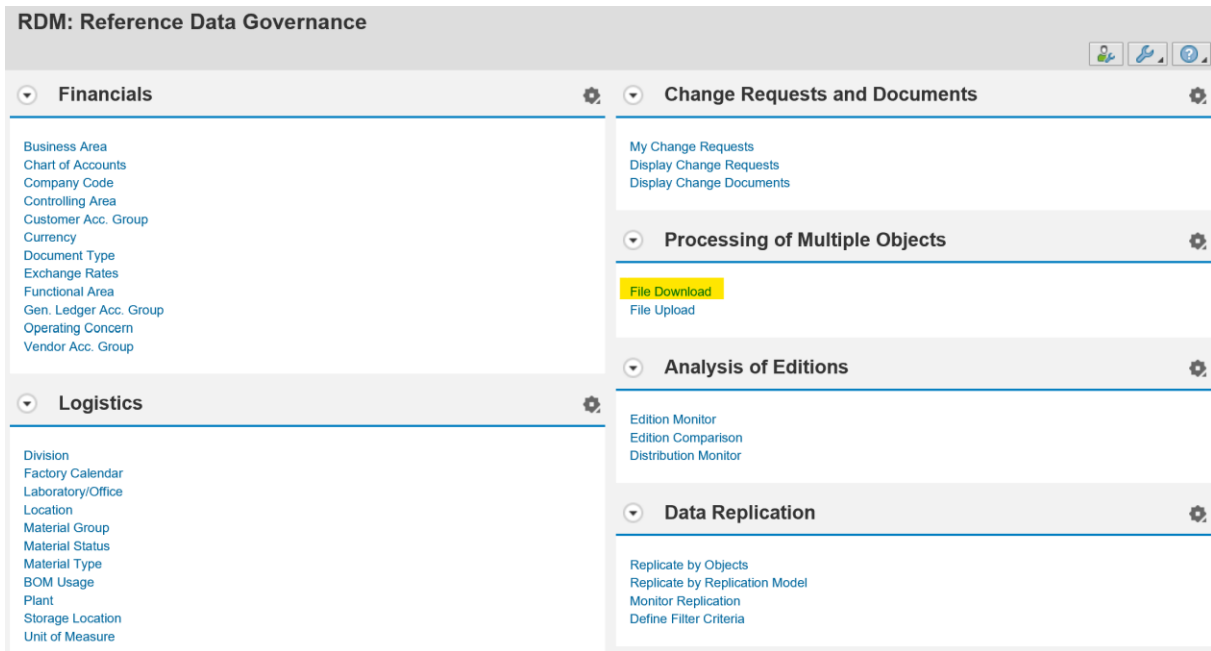 RDM: Reference Data Governance
Financials
Business Area
Chart of Accounts
Company Code
Controlling Area
Customer Acc. Group
Currency
Document Type
Exchange Rates
Functional Area
Gen. Ledger Acc. Group
Operating Concern
Vendor Acc. Group
Logistics
Division
Factory Calendar
Laboratory/Office
Location
Material Group
Material Status
Material Type
BOM Usage
Plant
Storage Location
Unit of Measure
Change Requests and Documents
My Change Requests
Display Change Requests
Display Change Documents
Processing of Multiple Objects
File Download
File Upload
Analysis of Editions
Edition Monitor
Edition Comparison
Distribution Monitor
Data Replication
Replicate by Objects
Replicate by Replication Model
Monitor Replication
Define Filter Criteria